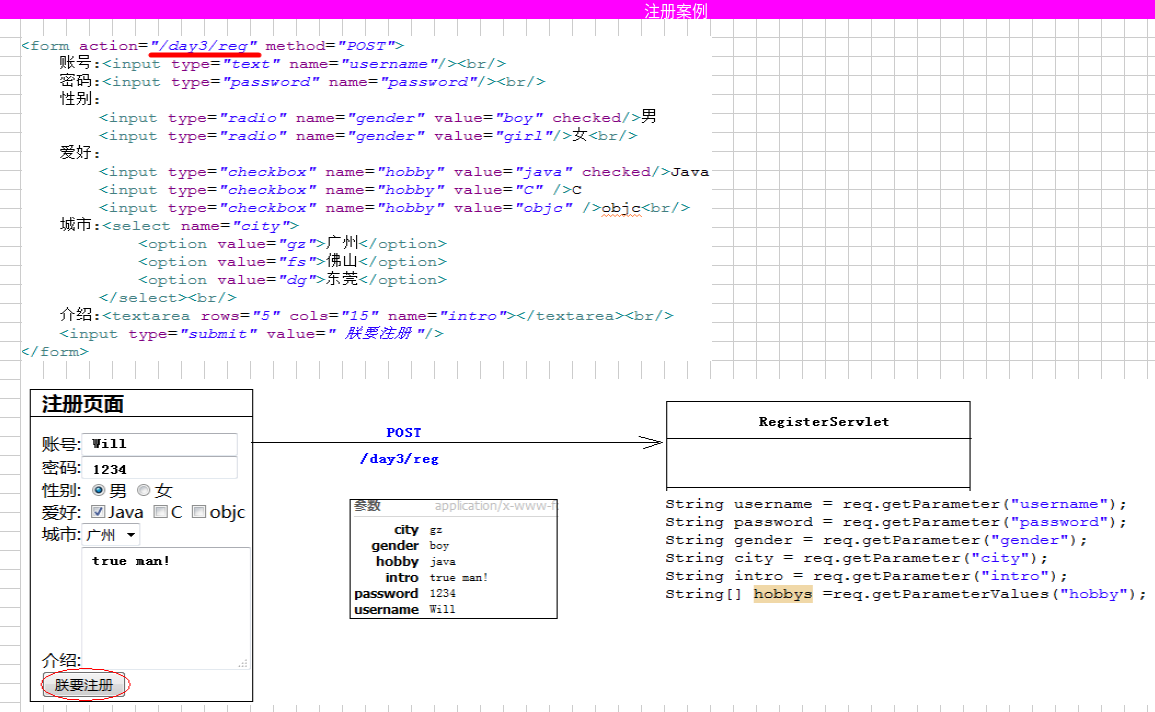 注册案例
<form action="/day3/reg" method="POST">
账号:<input type="text" name="username"/><br/>
密码:<input type="password" name="password"/><br/>
性别:
<input type="radio" name="gender" value="boy" checked/>男
<input type="radio" name="gender" value="girl"/>女<br/>
爱好:
<input type="checkbox" name="hobby" value="java" checked/>Java
<input type="checkbox" name="hobby" value="C" />C
<input type="checkbox" name="hobby" value="objc" />objc<br/>
城市:<select name="city">
<option value="gz">广州</option>
<option value="fs">佛山</option>
<option value="dg">东莞</option>
</select><br/>
介绍:<textarea rows="5" cols="15" name="intro"></textarea><br/>
<input type="submit" value=" 朕要注册 "/>
</form>
注册页面
账号: Will
密码: 1234
性别: 男 女
爱好: Java C objc
城市: 广州
true man!
介绍:
朕要注册
POST
/day3/reg
参数 application/x-www-f
city gz
gender boy
hobby java
intro true man!
password 1234
username Will
RegisterServlet
String username = req.getParameter("username");
String password = req.getParameter("password");
String gender = req.getParameter("gender");
String city = req.getParameter("city");
String intro = req.getParameter("intro");
String[] hobbys =req.getParameterValues("hobby");